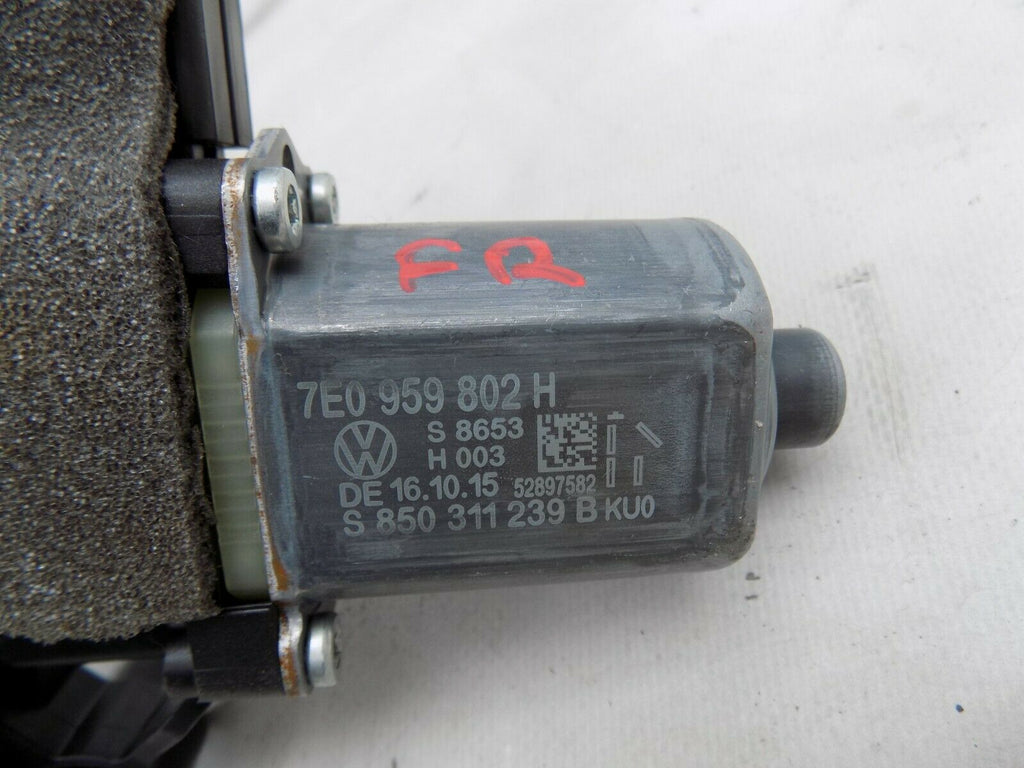 FR
7E0 959 802 H
S 8653
H 003
DE 16.10.15 52897582
S 850 311 239 B KU0